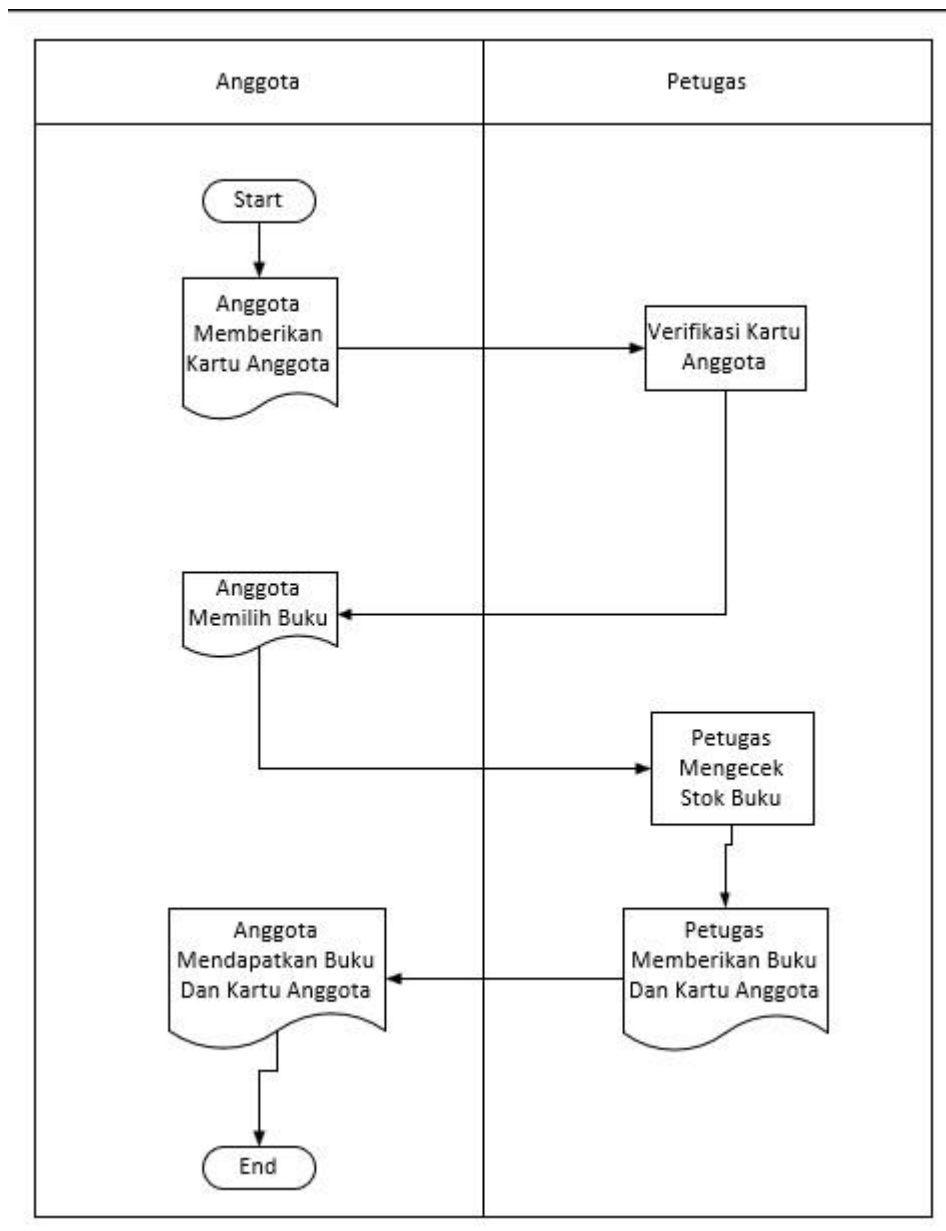 Anggota
Petugas
Start
Anggota
Memberikan
Kartu Anggota
Verifikasi Kartu
Anggota
Anggota
Memilih Buku
Petugas
Mengecek
Stok Buku
Petugas
Memberikan Buku
Dan Kartu Anggota
Anggota
Mendapatkan Buku
Dan Kartu Anggota
End